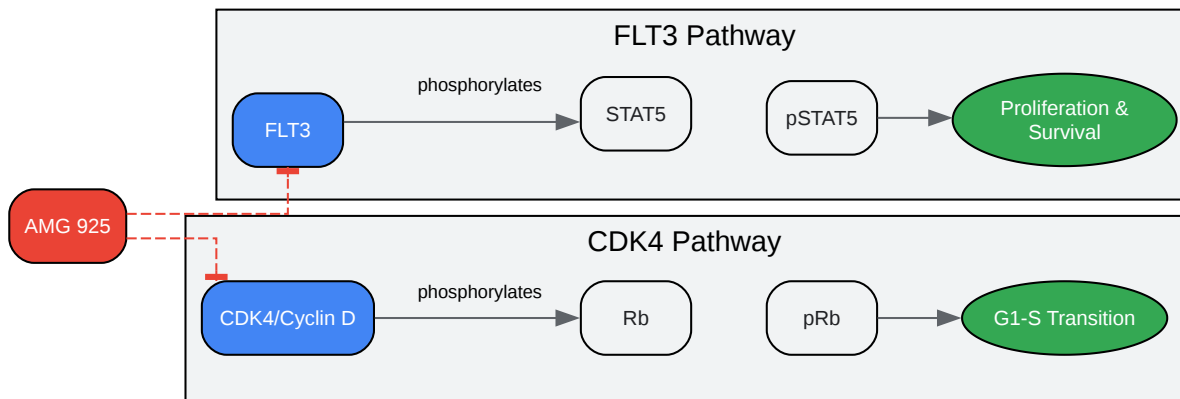 FLT3 Pathway
phosphorylates
FLT3
STAT5
pSTAT5
Proliferation &
Survival
AMG 925
CDK4 Pathway
phosphorylates
CDK4/Cyclin D
Rb
pRb
G1-S Transition